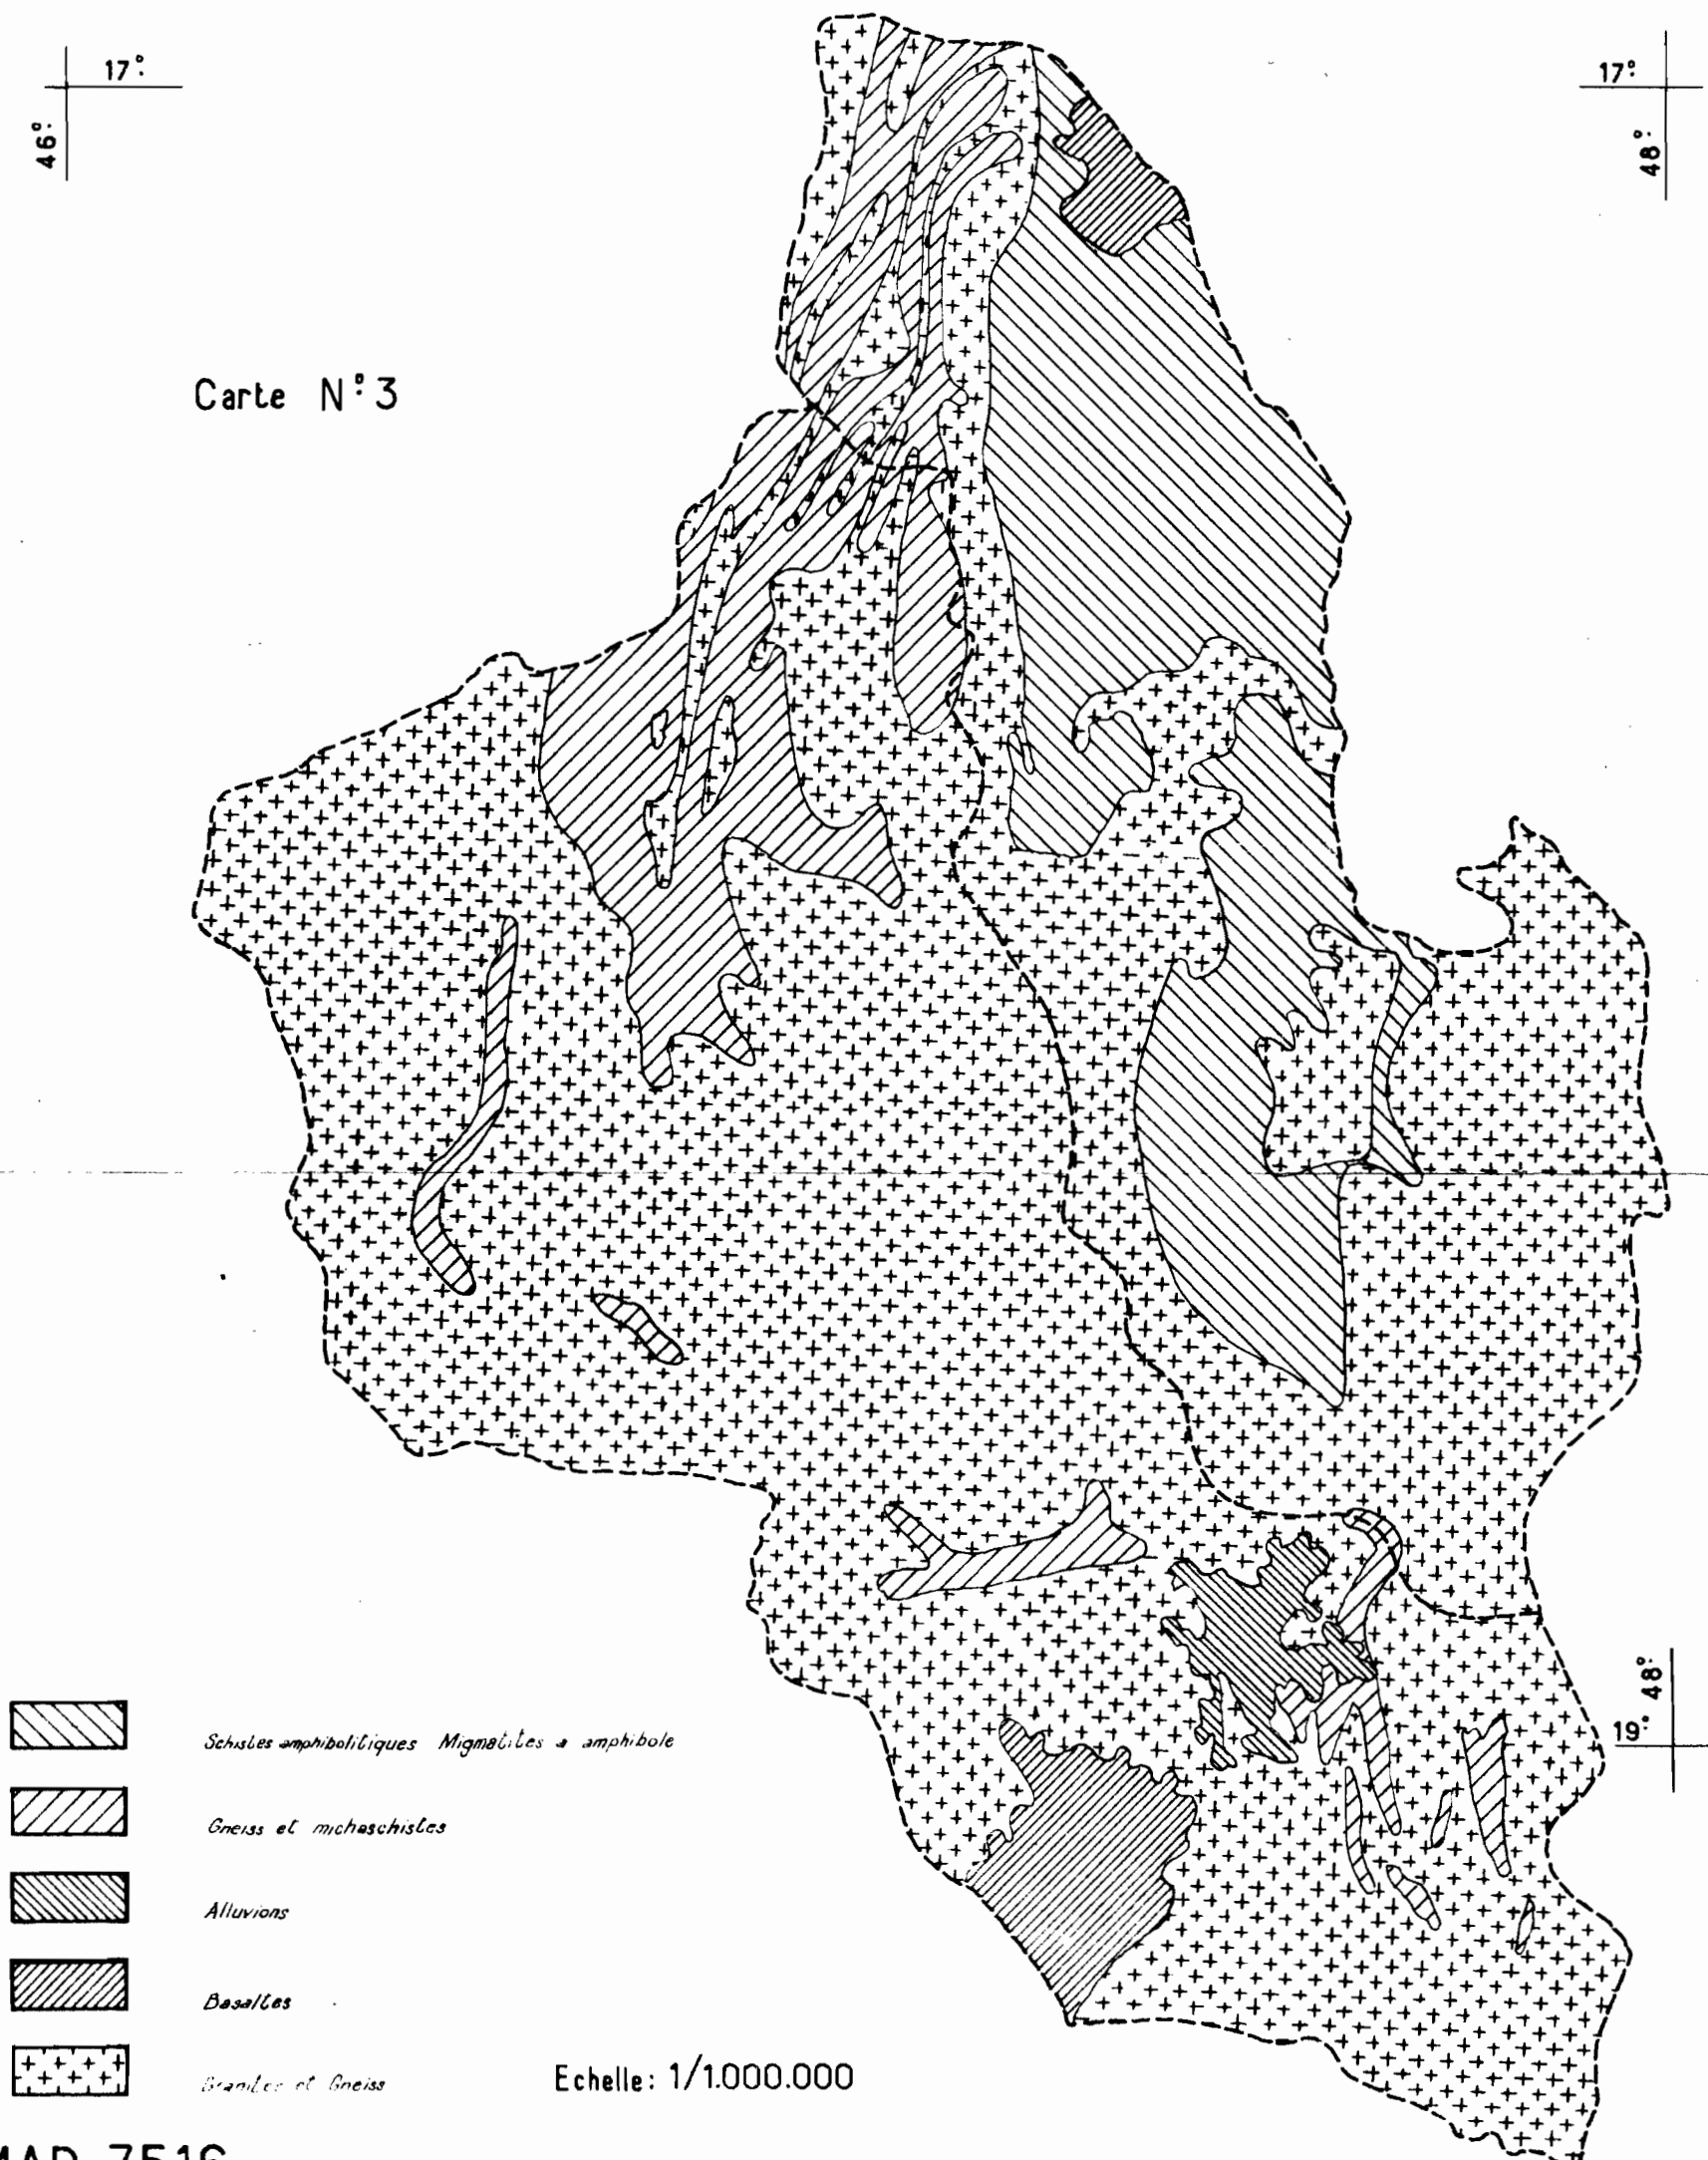 17°
17°
46°
48°
Carte N° 3
48°
19°
Schistes amphibolitiques Migmatites a amphibole
Gneiss et michaschistes
Alluvions
Basaltes
Granites et Gneiss
Echelle: 1/1.000.000
MAD 7516